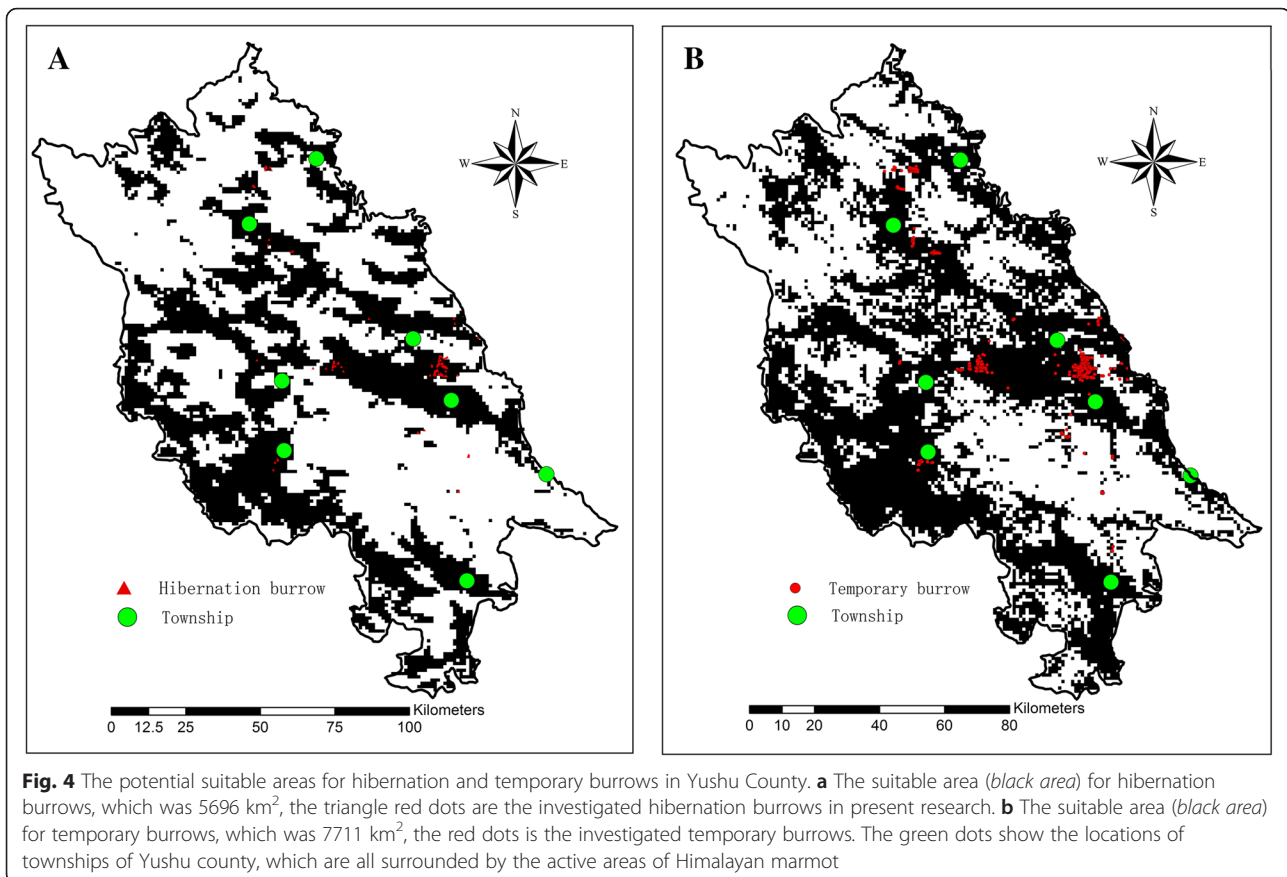 A
N
W
E
S
Hibernation burrow
Township
Kilometers
0 12.5 25 50 75 100
B
N
W
E
S
Temporary burrow
Township
Kilometers
0 10 20 40 60 80
Fig. 4 The potential suitable areas for hibernation and temporary burrows in Yushu County. a The suitable area (black area) for hibernation
burrows, which was 5696 km², the triangle red dots are the investigated hibernation burrows in present research. b The suitable area (black area)
for temporary burrows, which was 7711 km², the red dots is the investigated temporary burrows. The green dots show the locations of
townships of Yushu county, which are all surrounded by the active areas of Himalayan marmot